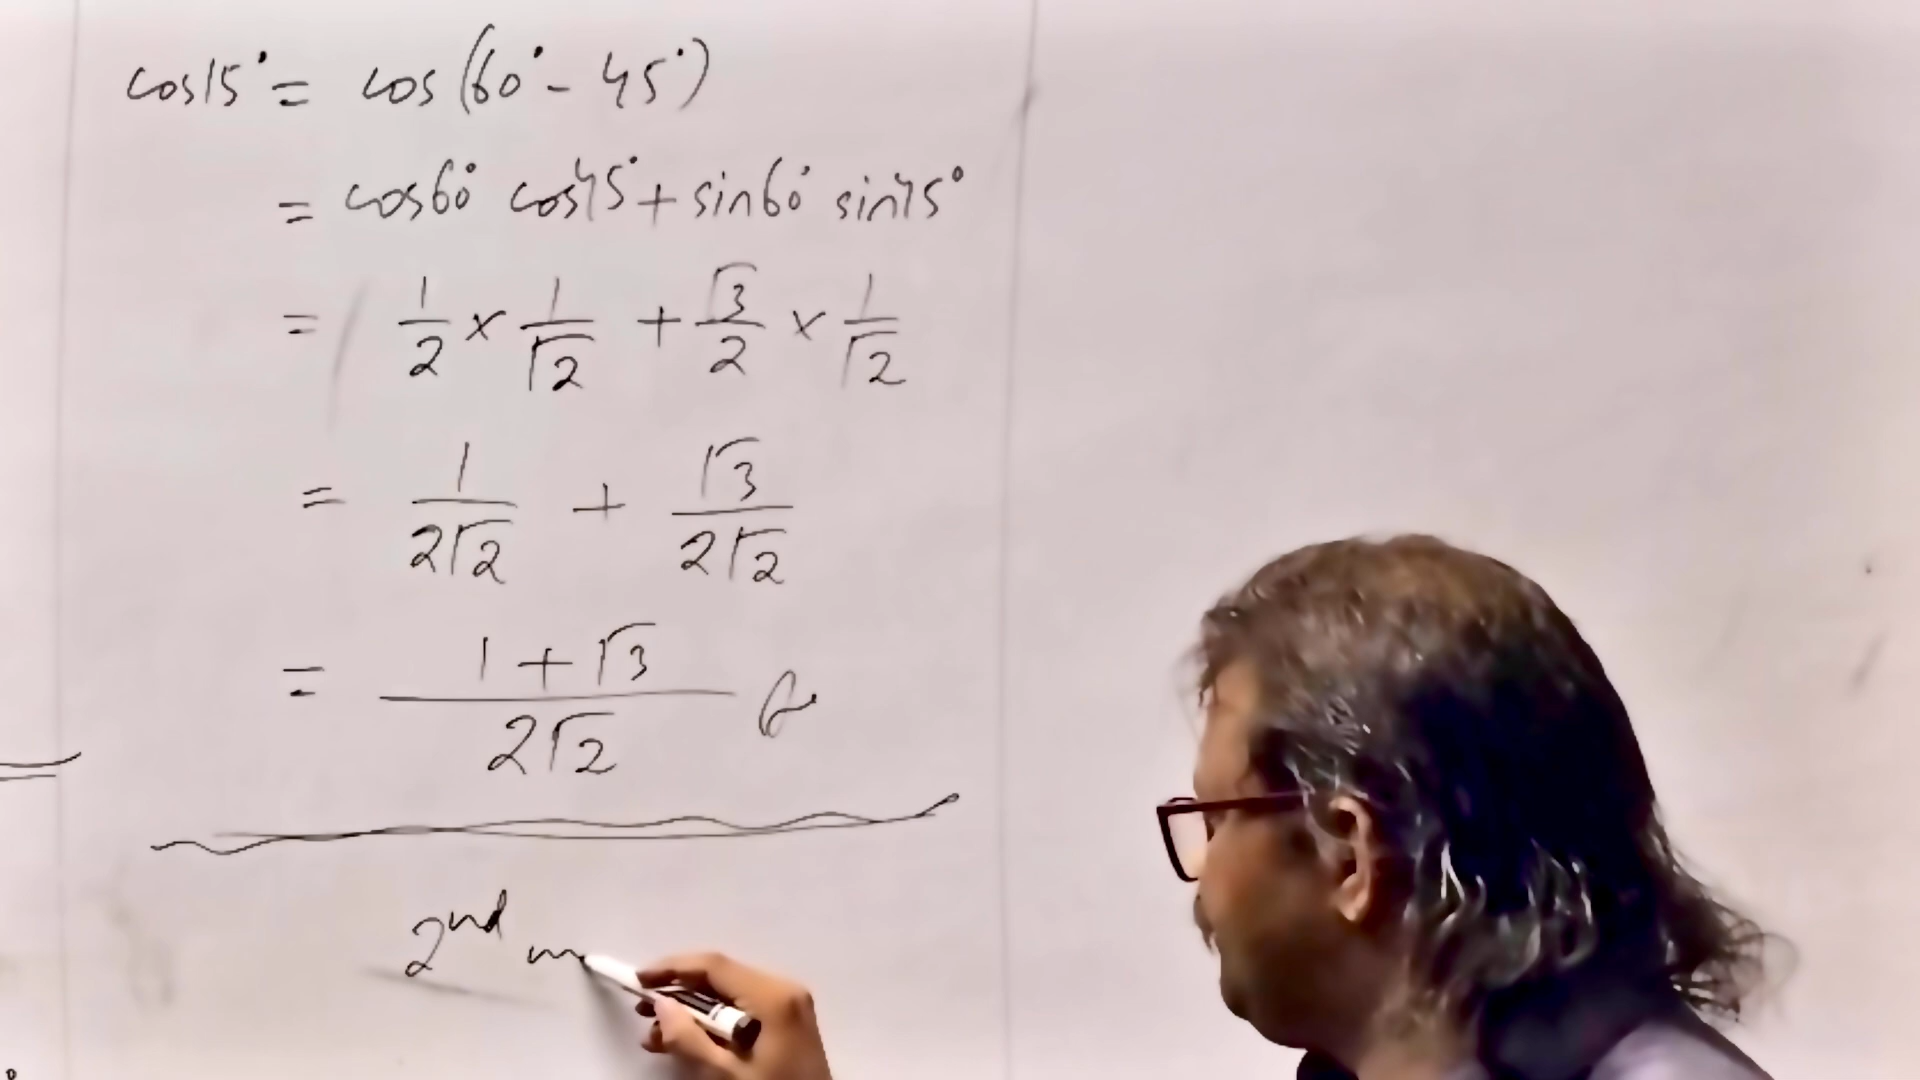 cos15° = cos(60° - 45°)
= cos60° cos45° + sin60° sin45°
= 1/2 × 1/√2 + √3/2 × 1/√2
= 1/2√2 + √3/2√2
= 1+√3/2√2
2nd m